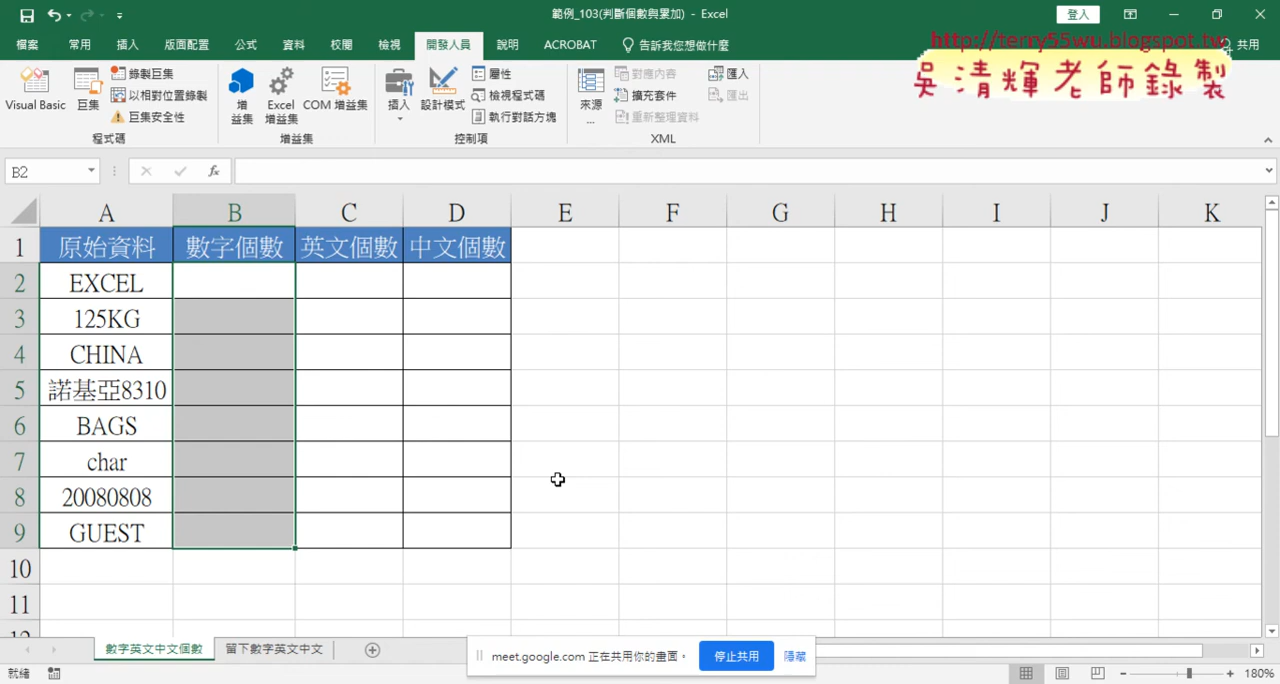 範例_103(判斷個數與累加) - Excel
登入
檔案 常用 插入 版面配置 公式 資料 校閱 檢視 開發人員 說明 ACROBAT 告訴我您想做什麼 共用
http://terry55wu.blogspot.tw
吳清輝老師錄製
Visual Basic 巨集 錄製巨集 以相對位置錄製 巨集安全性
程式碼
增益集 Excel 增益集 COM 增益集
增益集
插入 設計模式 屬性 檢視程式碼 執行對話方塊
控制項
來源... 對應內容 擴充套件 重新整理資料 匯入 匯出
XML
B2 fx
A B C D E F G H I J K
1 原始資料 數字個數 英文個數 中文個數
2 EXCEL
3 125KG
4 CHINA
5 諾基亞8310
6 BAGS
7 char
8 20080808
9 GUEST
10
11
12
數字英文中文個數 留下數字英文中文
meet.google.com 正在共用你的畫面。 停止共用 隱藏
就緒 180%